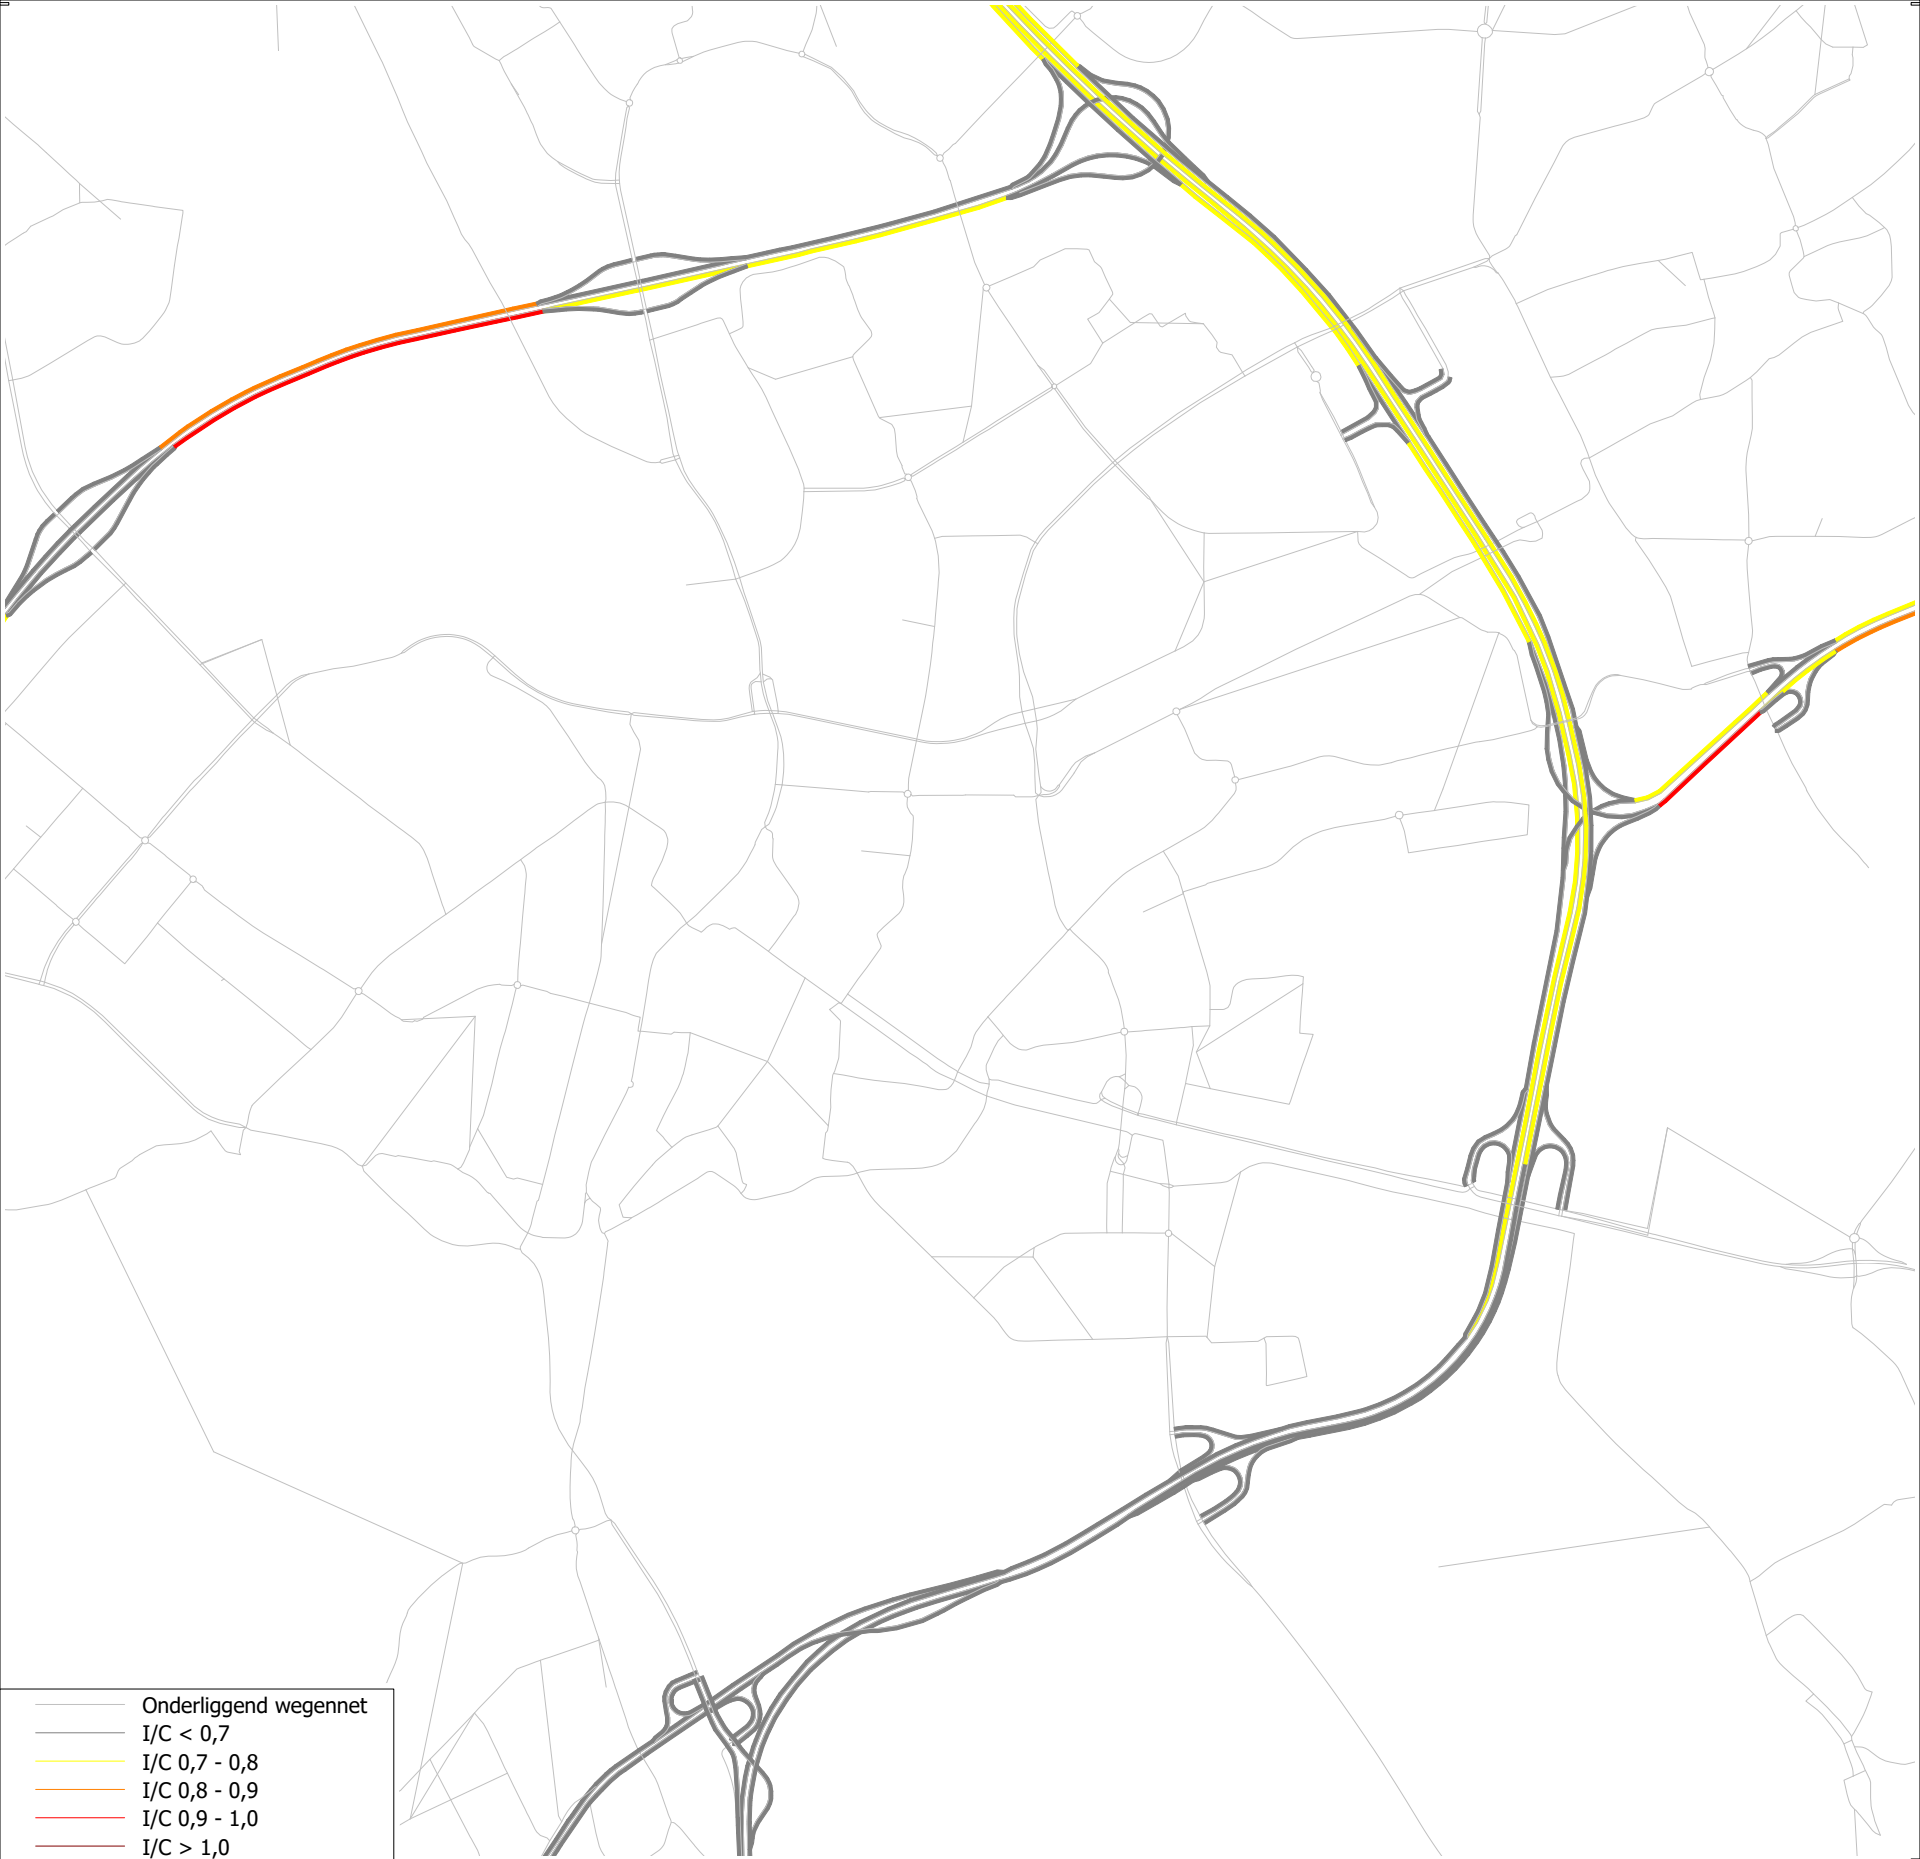 Onderliggend wegennet
I/C < 0,7
I/C 0,7 - 0,8
I/C 0,8 - 0,9
I/C 0,9 - 1,0
I/C > 1,0